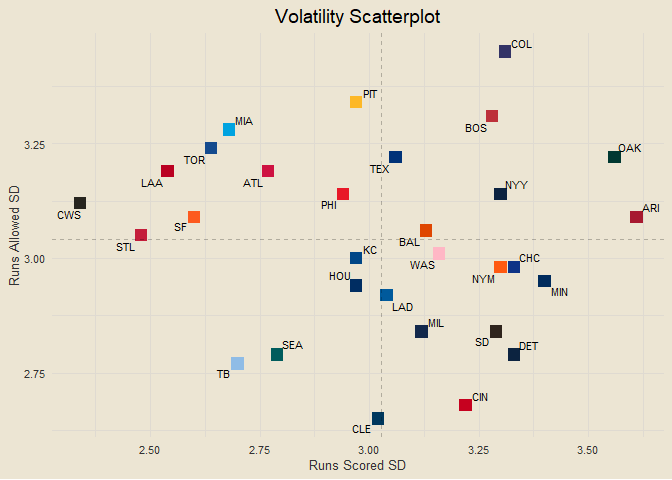 Volatility Scatterplot
COL
PIT
MIA
BOS
TOR
OAK
TEX
LAA
ATL
NYY
PHI
ARI
CWS
SF
STL
BAL
KC
WAS
CHC
HOU
NYM
MIN
LAD
MIL
SD
DET
SEA
TB
CIN
CLE
3.25
3.00
2.75
Runs Allowed SD
2.50
2.75
3.00
3.25
3.50
Runs Scored SD